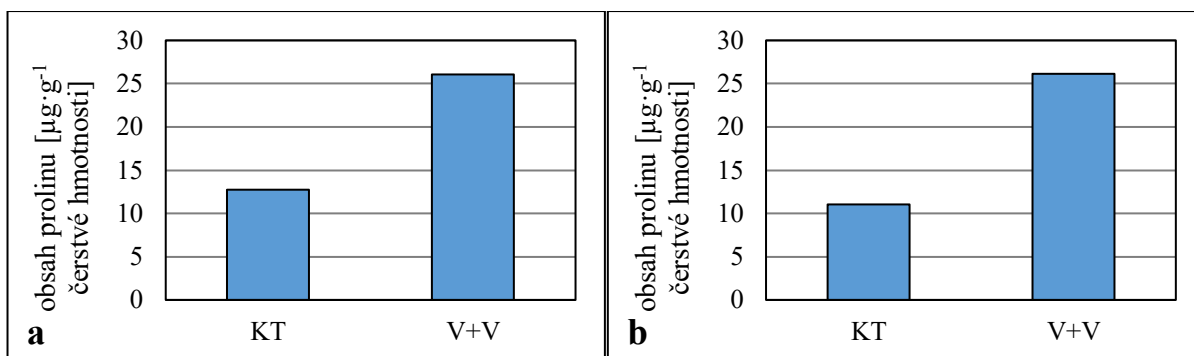 obsah prolinu [µg·g⁻¹
čerstvé hmotnosti]
30
25
20
15
10
5
0
KT V+V
a
obsah prolinu [µg·g⁻¹
čerstvé hmotnosti]
30
25
20
15
10
5
0
KT V+V
b